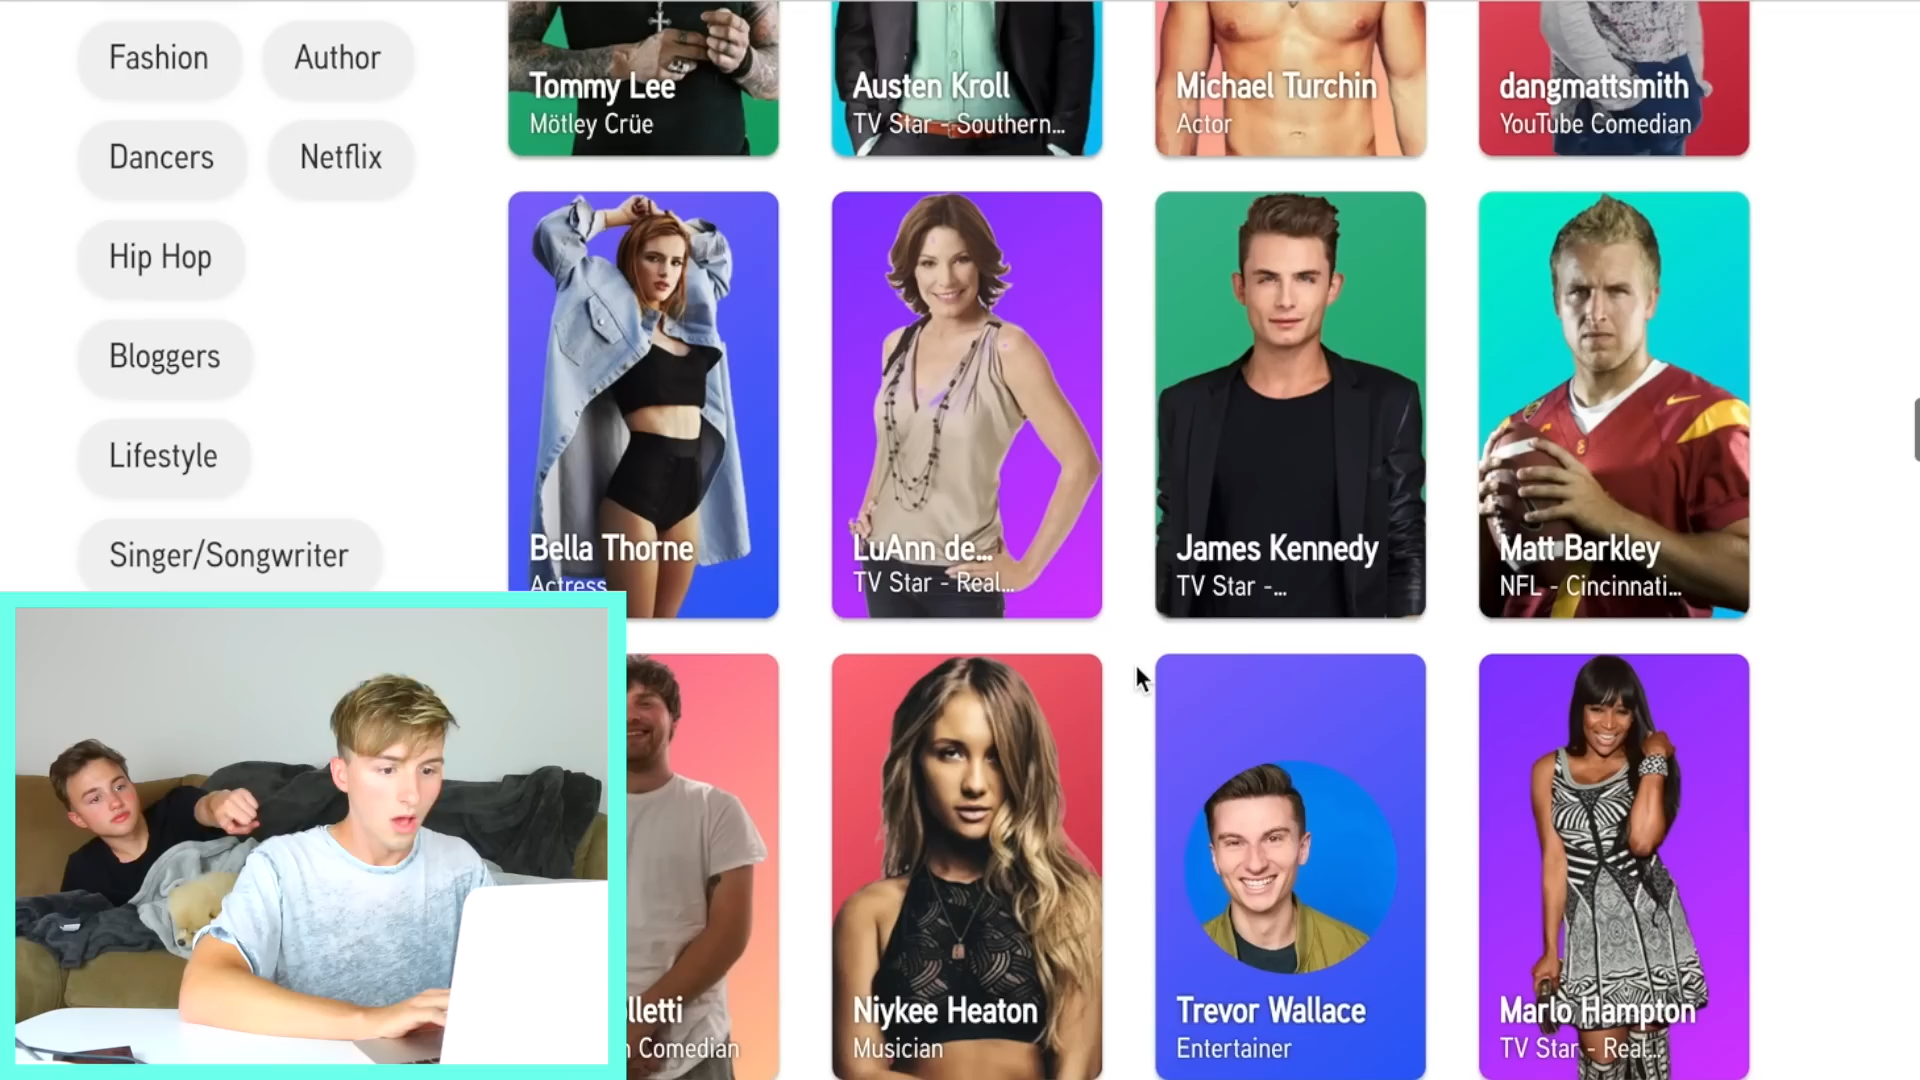 Fashion
Author
Dancers
Netflix
Hip Hop
Bloggers
Lifestyle
Singer/Songwriter
Tommy Lee
Mötley Crüe
Austen Kroll
TV Star - Southern...
Michael Turchin
Actor
dangmattsmith
YouTube Comedian
Bella Thorne
Actress
LuAnn de...
TV Star - Real...
James Kennedy
TV Star -...
Matt Barkley
NFL - Cincinnati...
lletti
Comedian
Niykee Heaton
Musician
Trevor Wallace
Entertainer
Marlo Hampton
TV Star - Real...